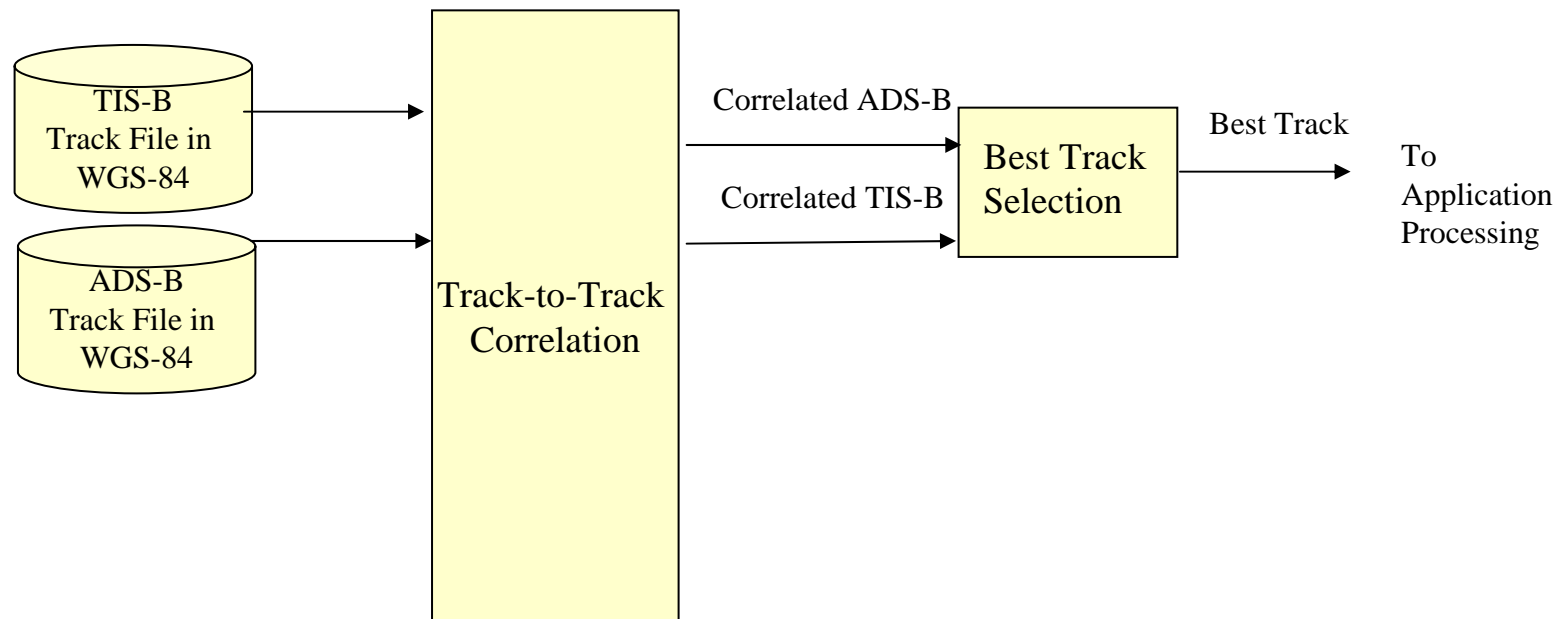 TIS-B
Track File in
WGS-84
ADS-B
Track File in
WGS-84
Track-to-Track
Correlation
Correlated ADS-B
Correlated TIS-B
Best Track
Selection
Best Track
To
Application
Processing